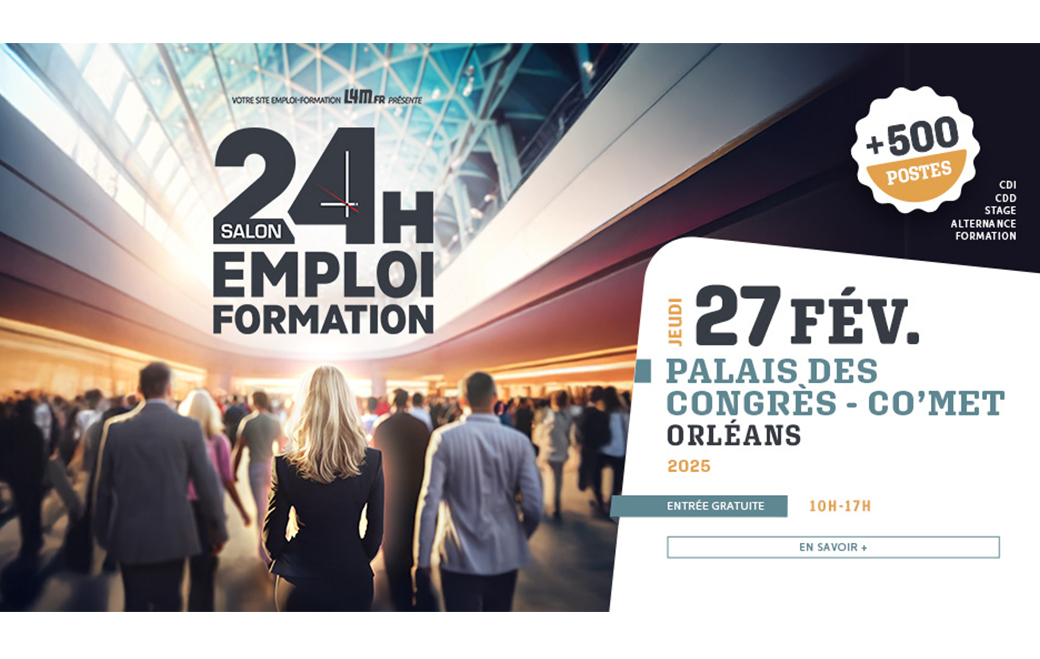 VOTRE SITE EMPLOI-FORMATION L4M.FR PRÉSENTE
24H
SALON
EMPLOI
FORMATION
+500
POSTES
CDI
CDD
STAGE
ALTERNANCE
FORMATION
JEUDI
27 FÉV.
PALAIS DES
CONGRÈS - CO'MET
ORLÉANS
2025
ENTRÉE GRATUITE 10H-17H
EN SAVOIR +